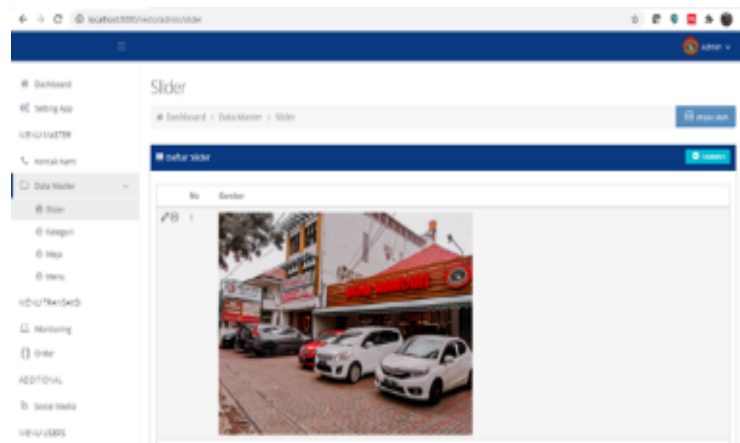 Admin
Dashboard
Slider
Setting App
Dashboard > Data Master > Slider
MENU MASTER
Kontak Kami
Daftar Slider
Data Master
No Gambar
Slider
1
Kategori
Meja
Menu
MENU TRANSAKSI
Monitoring
Order
ADDITIONAL
Social Media
MENU USERS